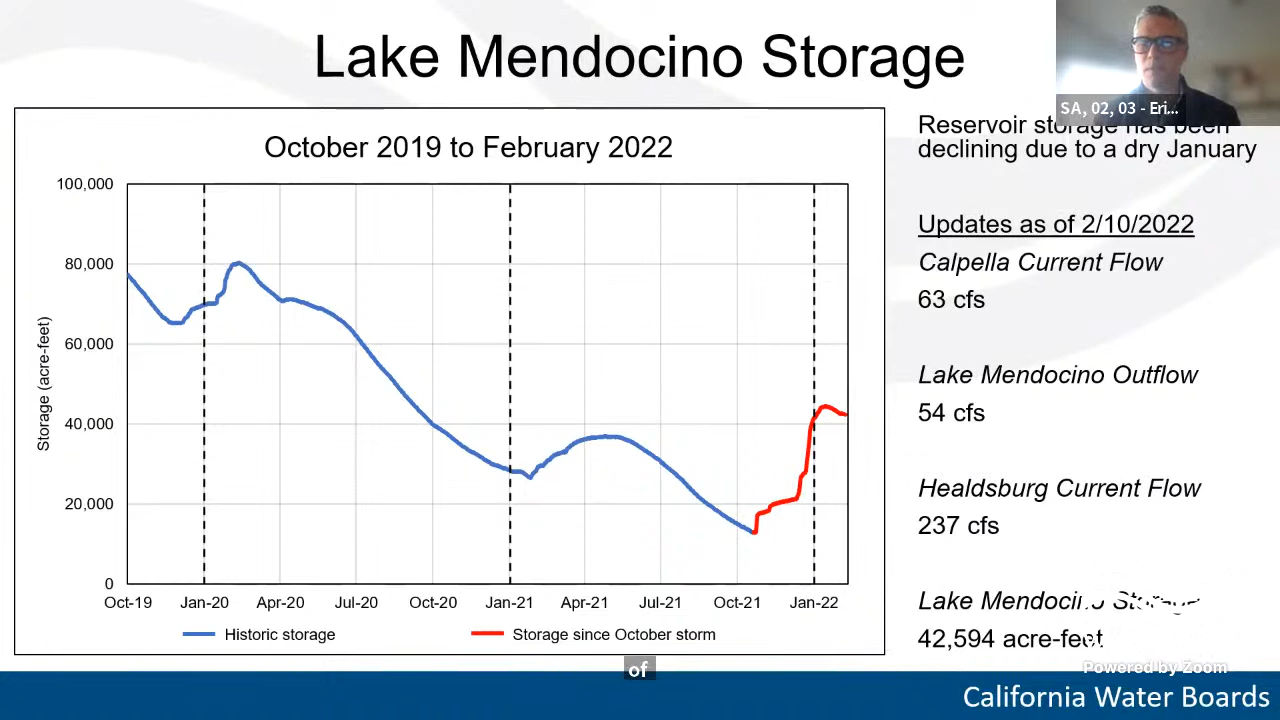 Lake Mendocino Storage
SA, 02, 03 - Eri...
October 2019 to February 2022
100,000
80,000
60,000
40,000
20,000
0
Storage (acre-feet)
Oct-19 Jan-20 Apr-20 Jul-20 Oct-20 Jan-21 Apr-21 Jul-21 Oct-21 Jan-22
Historic storage Storage since October storm
Reservoir storage has been
declining due to a dry January
Updates as of 2/10/2022
Calpella Current Flow
63 cfs
Lake Mendocino Outflow
54 cfs
Healdsburg Current Flow
237 cfs
Lake Mendocino Storage
42,594 acre-feet
of
Powered by Zoom
California Water Boards